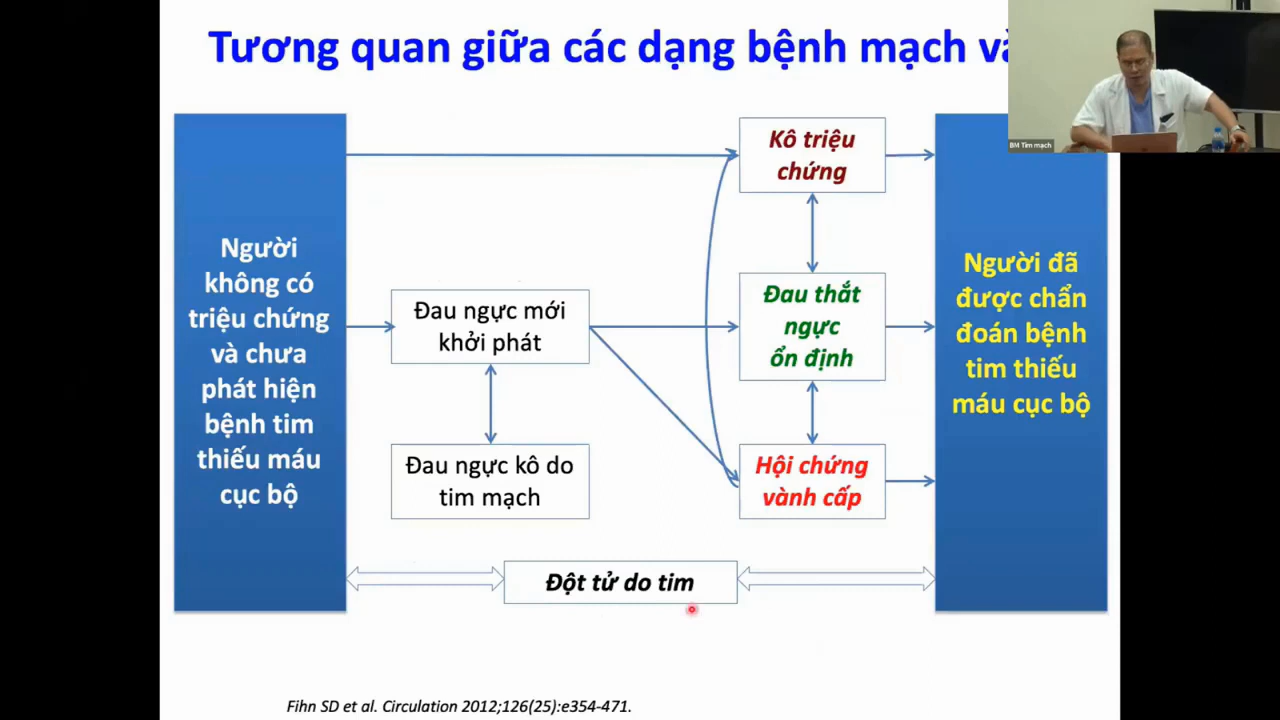 Tương quan giữa các dạng bệnh mạch
BM Tim mạch
Người
không có
triệu chứng
và chưa
phát hiện
bệnh tim
thiếu máu
cục bộ
Đau ngực mới
khởi phát
Đau ngực kô do
tim mạch
Kô triệu
chứng
Đau thắt
ngực
ổn định
Hội chứng
vành cấp
Người đã
được chẩn
đoán bệnh
tim thiếu
máu cục bộ
Đột tử do tim
Fihn SD et al. Circulation 2012;126(25):e354-471.